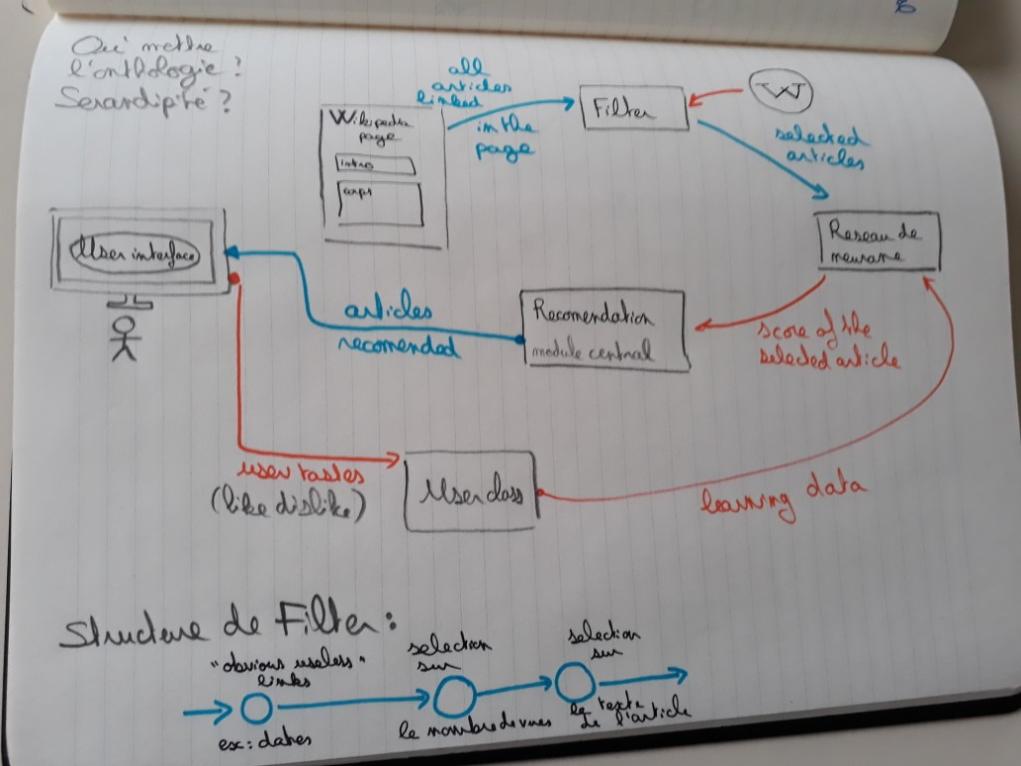 Où mettre
l'onthologie ?
Serandipité ?
all
articles
linked
in the
page
Wikipedia
page
intro
corps
Filter
W
selected
articles
Reseau de
neurone
User interface
articles
recomended
Recomendation
module central
score of the
selected article
user tastes
(like dislike)
User class
learning data
Structure de Filter :
"obvious useless"
links
ex: dates
selection
sur
le nombre de vues
selection
sur
le texte
de l'article